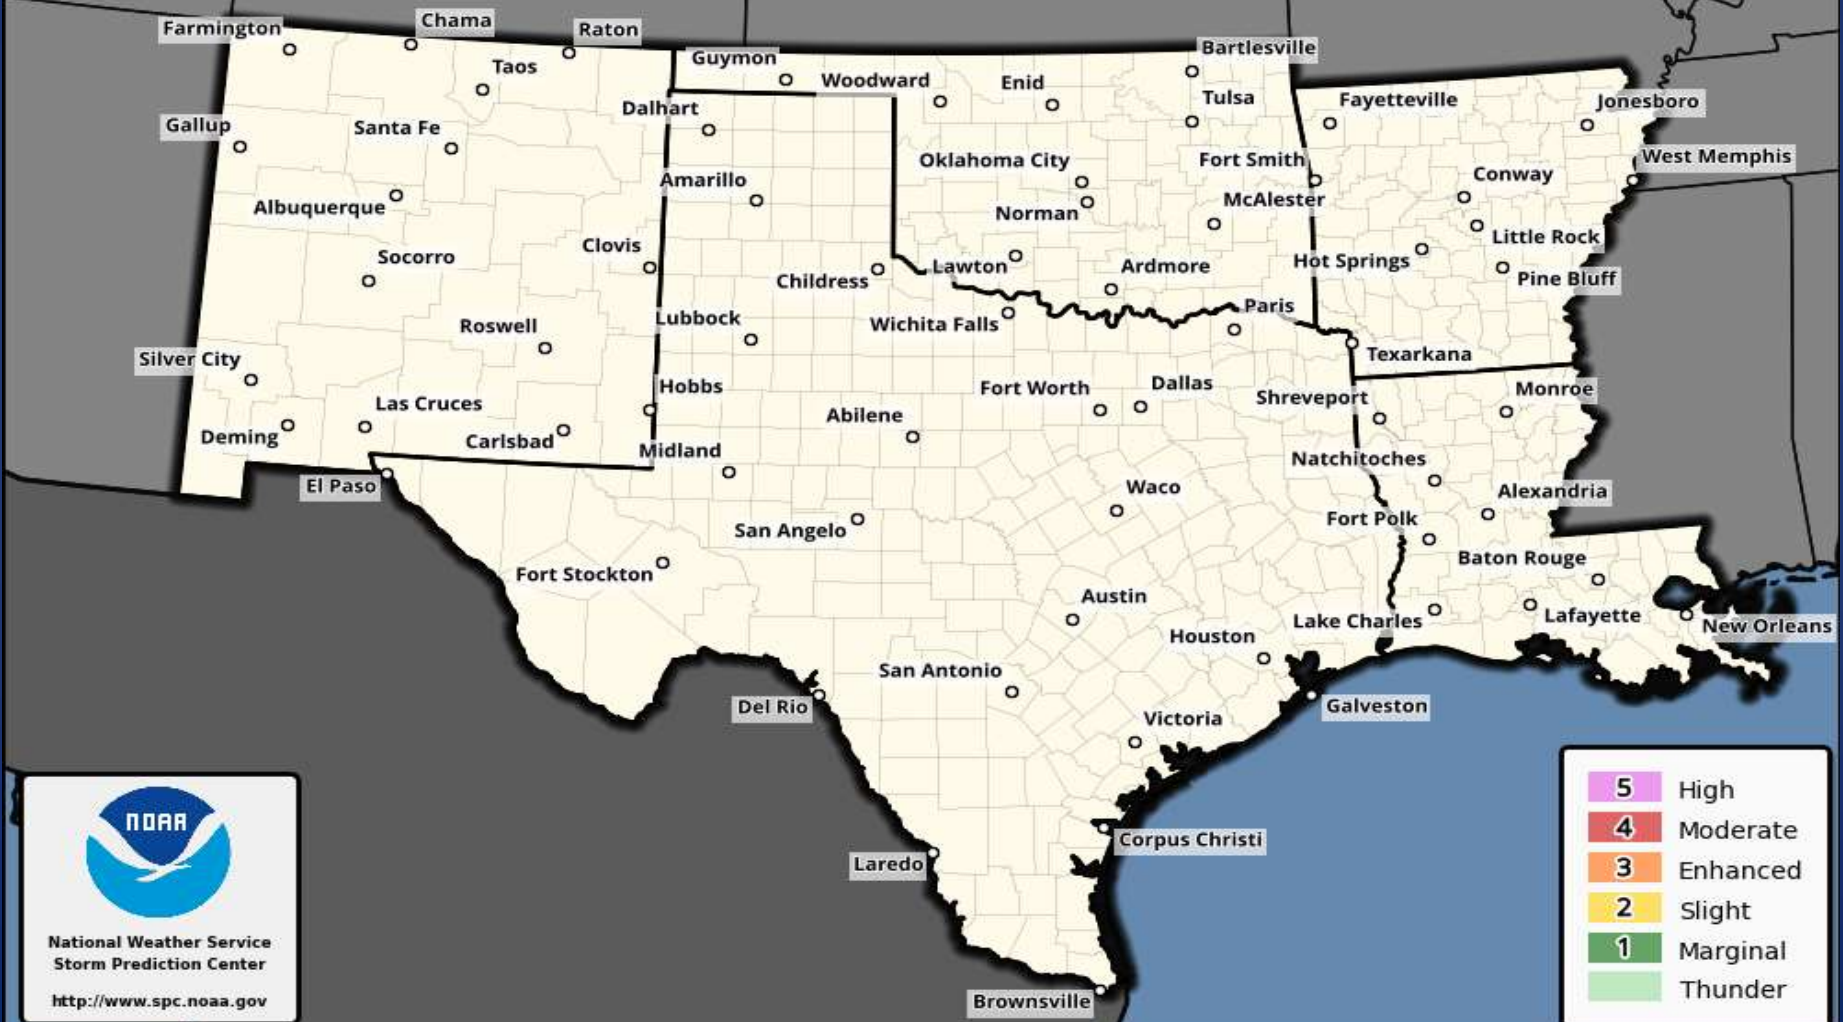 Farmington
Chama
Raton
Taos
Guymon
Woodward
Enid
Bartlesville
Dalhart
Tulsa
Fayetteville
Jonesboro
Gallup
Santa Fe
Oklahoma City
Fort Smith
West Memphis
Amarillo
Conway
Albuquerque
Norman
McAlester
Socorro
Clovis
Little Rock
Childress
Lawton
Ardmore
Hot Springs
Pine Bluff
Roswell
Lubbock
Wichita Falls
Paris
Silver City
Texarkana
Las Cruces
Hobbs
Fort Worth
Dallas
Shreveport
Monroe
Deming
Carlsbad
Midland
Abilene
Natchitoches
El Paso
Waco
Alexandria
San Angelo
Fort Polk
Fort Stockton
Baton Rouge
Austin
Lake Charles
Lafayette
New Orleans
Houston
San Antonio
Del Rio
Victoria
Galveston
Corpus Christi
Laredo
Brownsville
NOAA
National Weather Service
Storm Prediction Center
http://www.spc.noaa.gov
5 High
4 Moderate
3 Enhanced
2 Slight
1 Marginal
Thunder